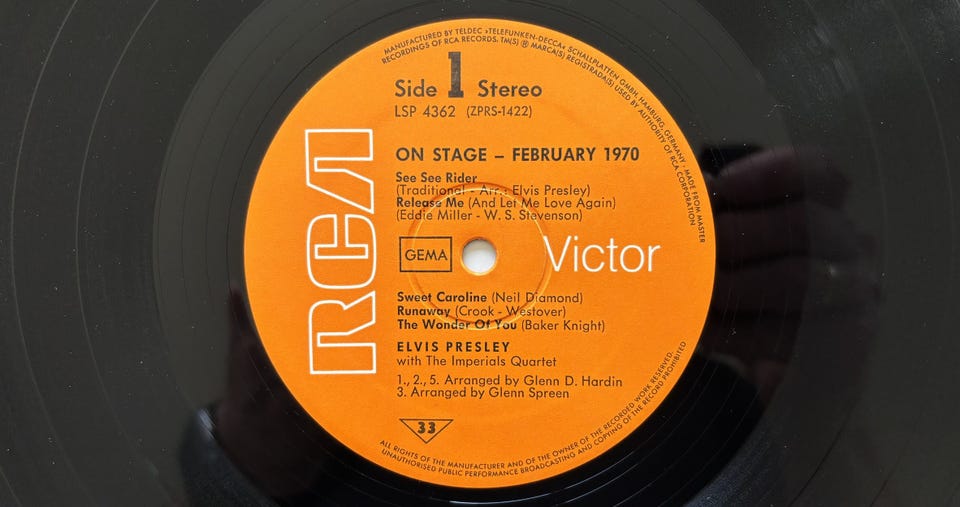 MANUFACTURED BY TELDEC »TELEFUNKEN-DECCA« SCHALLPLATTEN GMBH, HAMBURG, GERMANY · MADE FROM MASTER
RECORDINGS OF RCA RECORDS. TM(S) ® MARCA(S) REGISTRADA(S) USED BY AUTHORITY OF RCA CORPORATION
Side 1 Stereo
LSP 4362 (ZPRS-1422)
ON STAGE – FEBRUARY 1970
See See Rider
(Traditional - Arr.: Elvis Presley)
Release Me (And Let Me Love Again)
(Eddie Miller - W. S. Stevenson)
RCA
GEMA
Victor
Sweet Caroline (Neil Diamond)
Runaway (Crook - Westover)
The Wonder Of You (Baker Knight)
ELVIS PRESLEY
with The Imperials Quartet
1., 2., 5. Arranged by Glenn D. Hardin
3. Arranged by Glenn Spreen
33
ALL RIGHTS OF THE MANUFACTURER AND OF THE OWNER OF THE RECORDED WORK RESERVED.
UNAUTHORISED PUBLIC PERFORMANCE BROADCASTING AND COPYING OF THE RECORD PROHIBITED